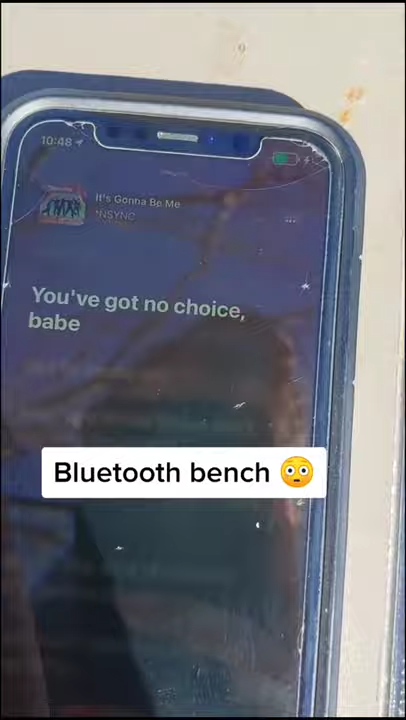 10:48
It's Gonna Be Me
*NSYNC
You've got no choice,
babe
Bluetooth bench 😳